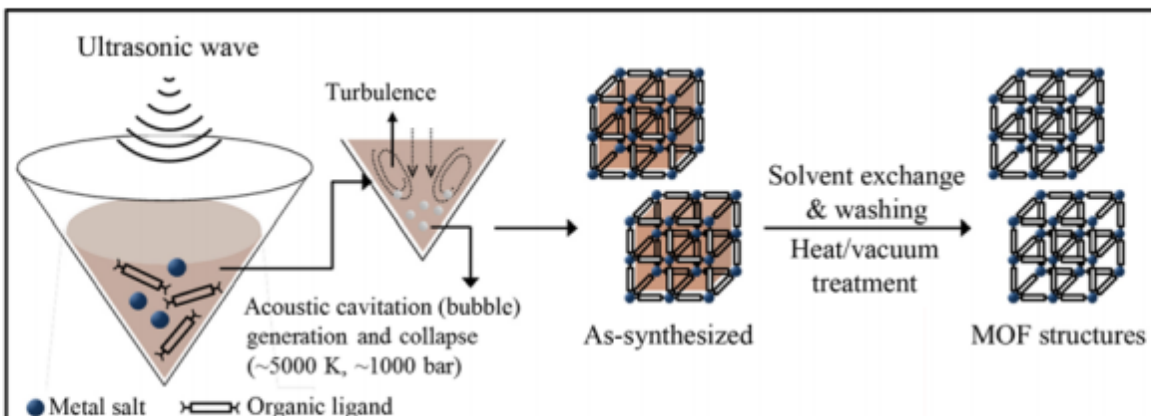 Ultrasonic wave
Turbulence
Acoustic cavitation (bubble)
generation and collapse
(~5000 K, ~1000 bar)
Metal salt
Organic ligand
As-synthesized
Solvent exchange
& washing
Heat/vacuum
treatment
MOF structures